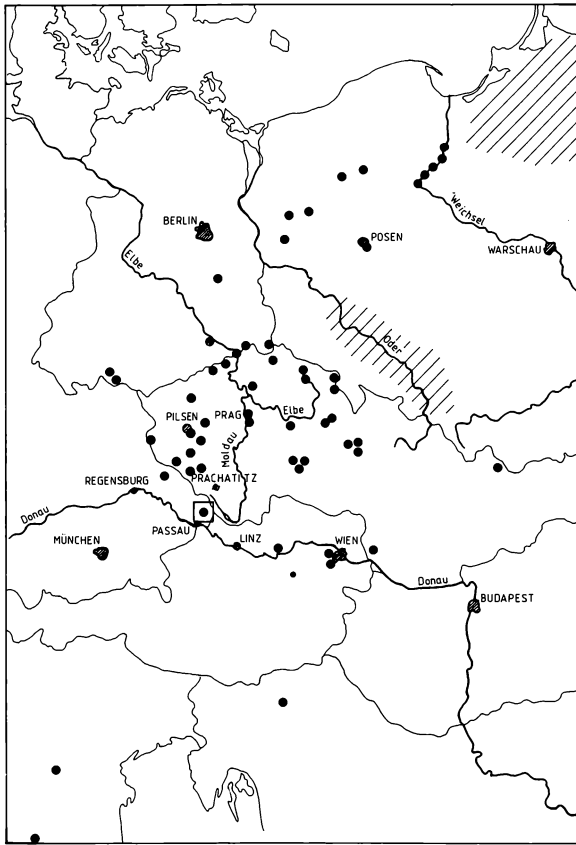 BERLIN
POSEN
Weichsel
WARSCHAU
Elbe
Oder
PILSEN
PRAG
Elbe
Moldau
PRACHATITZ
REGENSBURG
Donau
PASSAU
LINZ
WIEN
MÜNCHEN
Donau
BUDAPEST